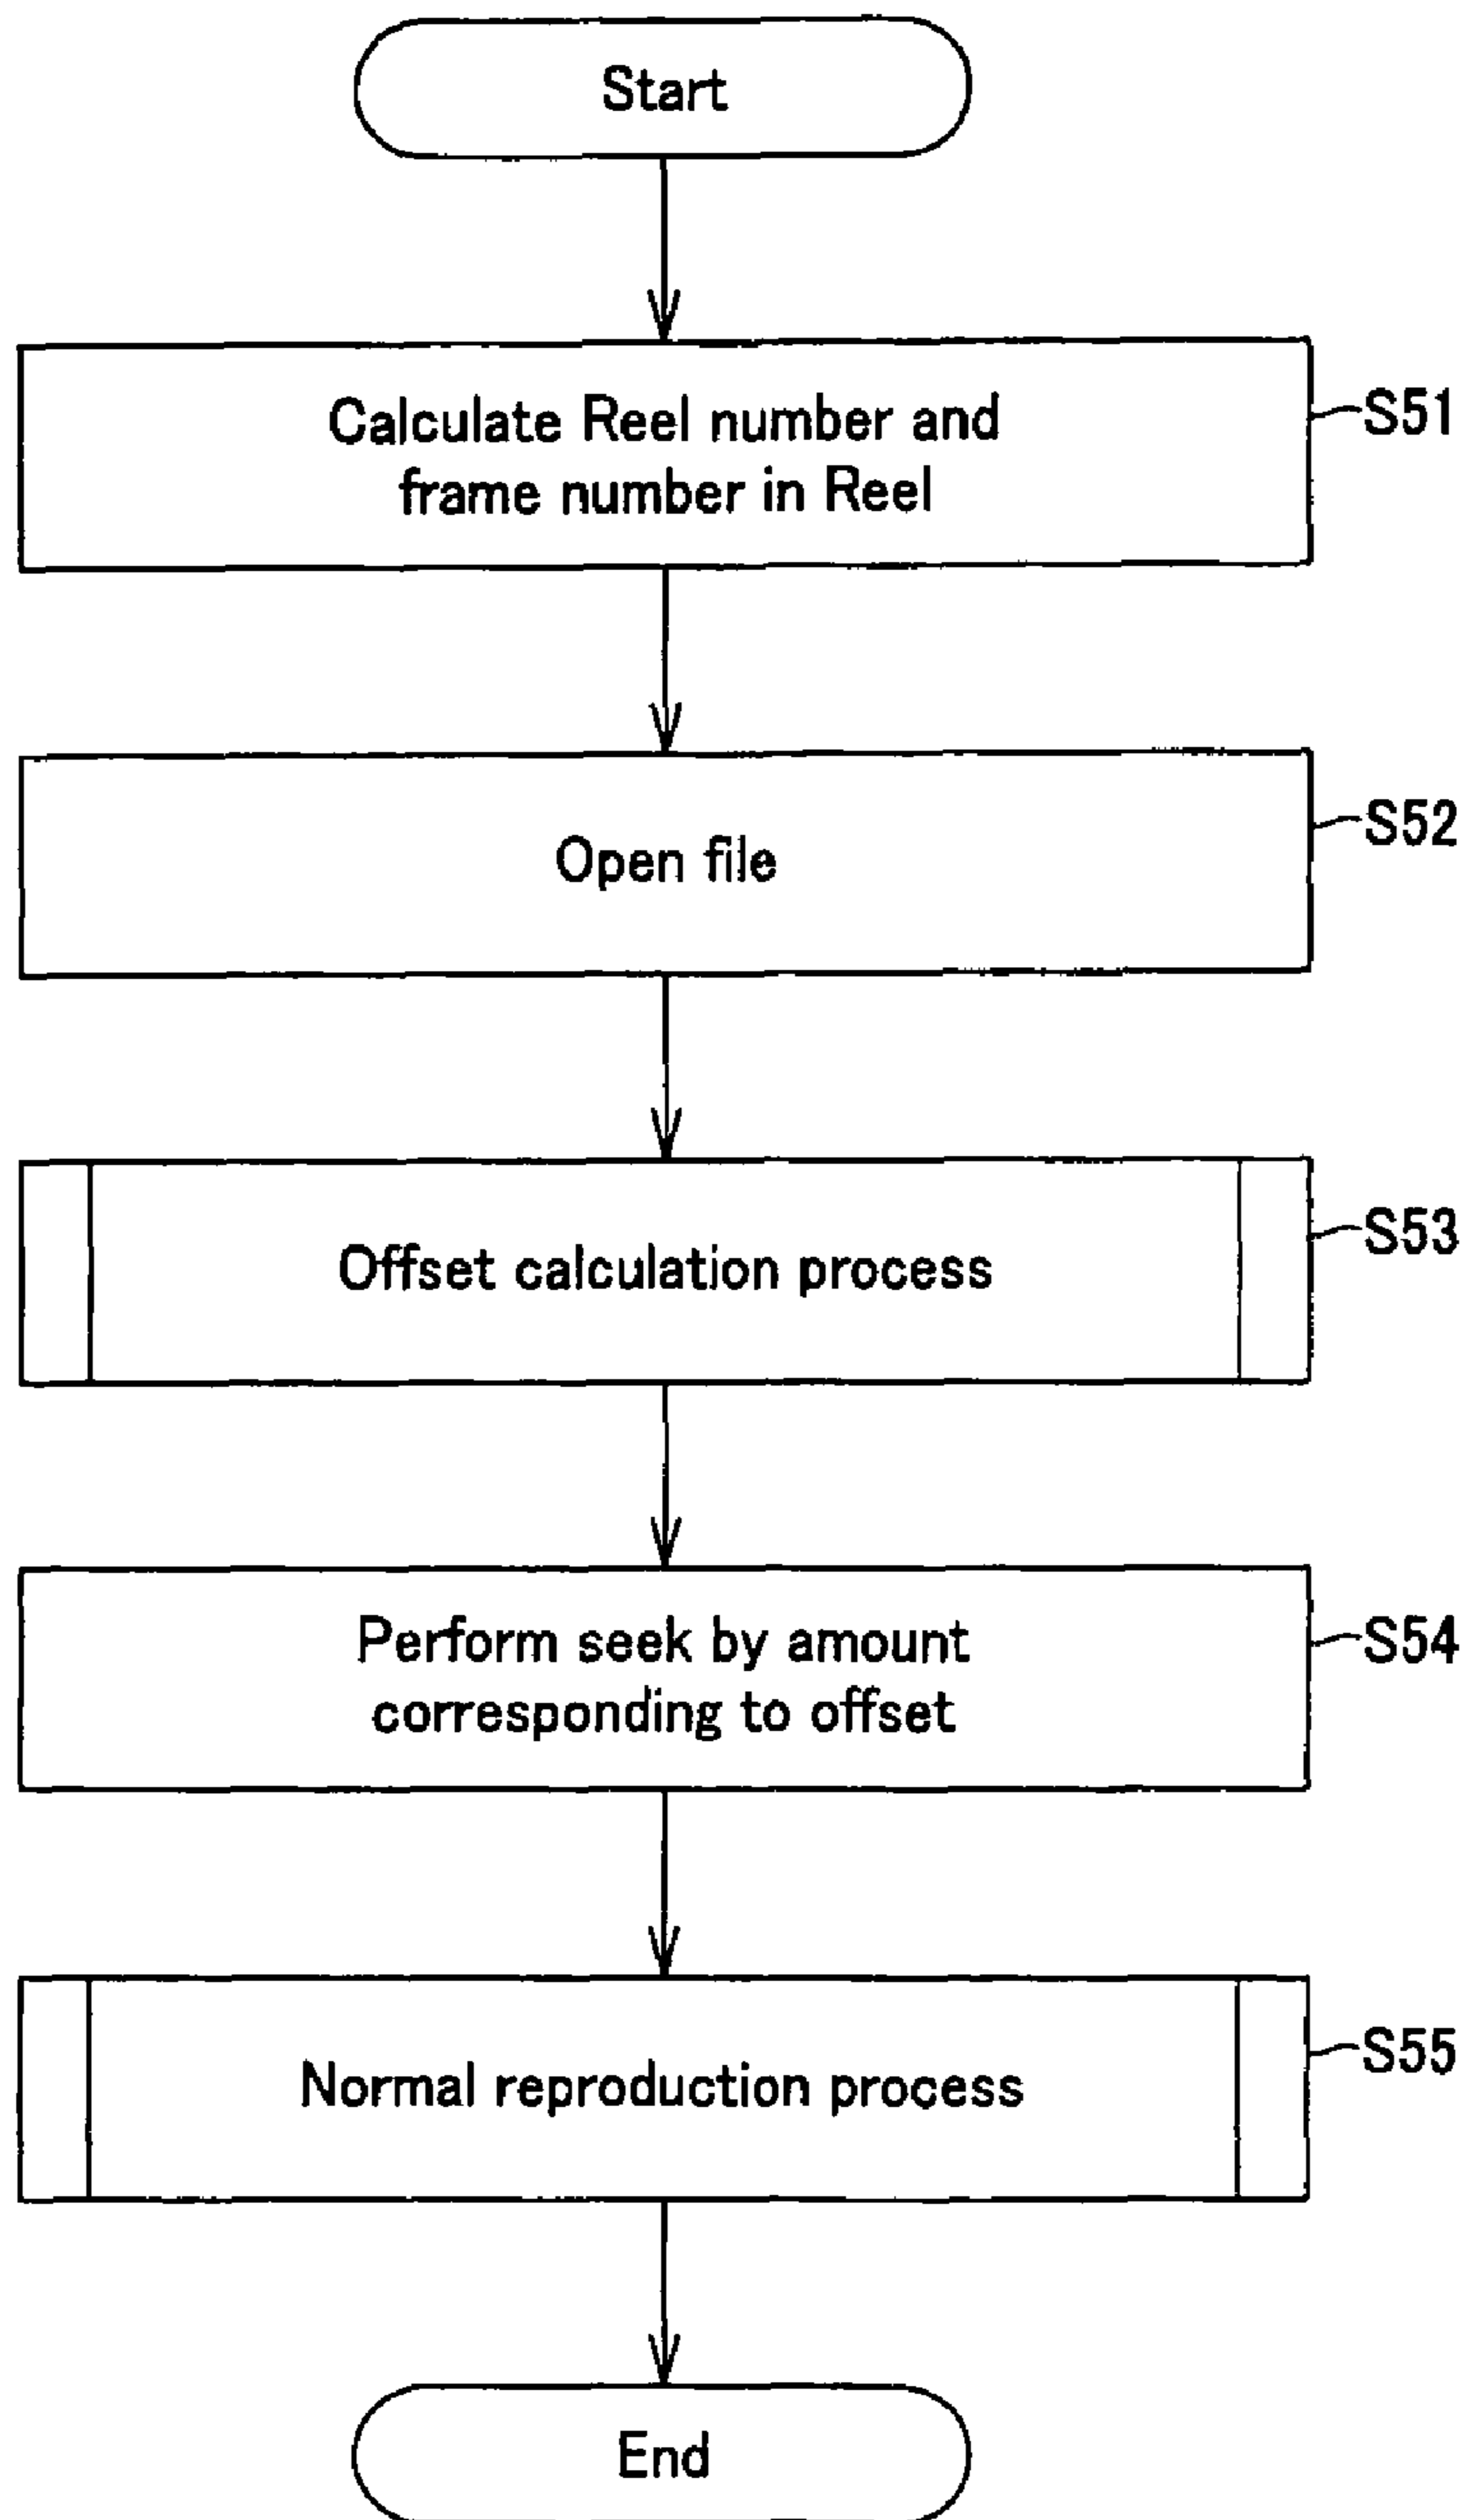 Start
Calculate Reel number and
frame number in Reel
S51
Open file
S52
Offset calculation process
S53
Perform seek by amount
corresponding to offset
S54
Normal reproduction process
S55
End